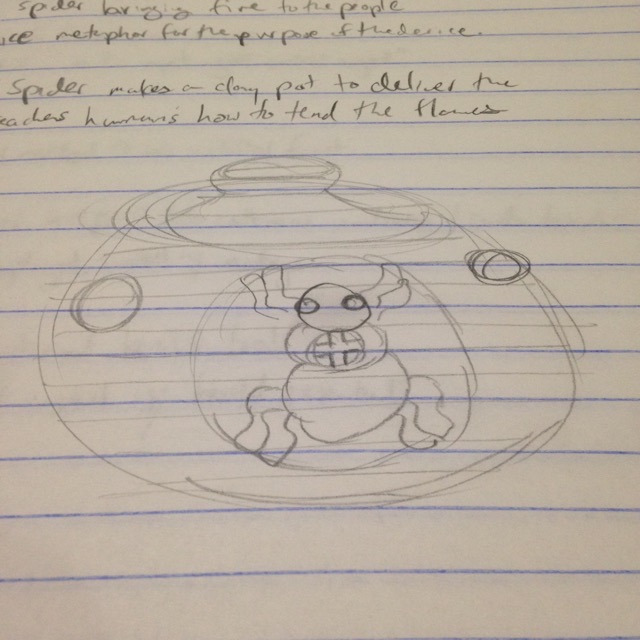 spider bringing fire to the people
ice metaphor for the purpose of the device.
Spider makes a clay pot to deliver the
eaches humans how to tend the flames